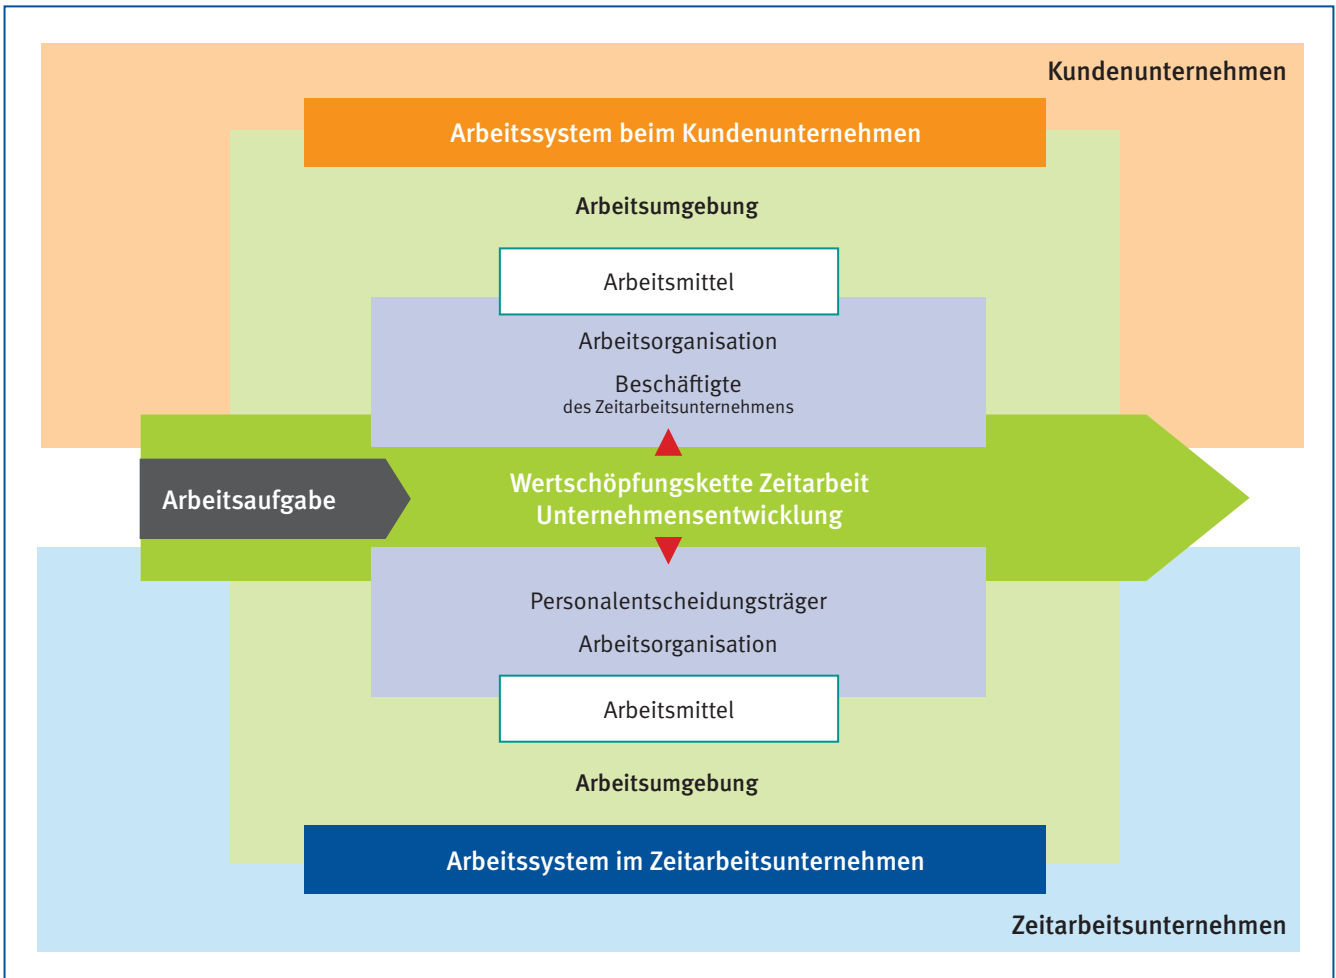 Kundenunternehmen
Arbeitssystem beim Kundenunternehmen
Arbeitsumgebung
Arbeitsmittel
Arbeitsorganisation
Beschäftigte
des Zeitarbeitsunternehmens
Arbeitsaufgabe
Wertschöpfungskette Zeitarbeit
Unternehmensentwicklung
Personalentscheidungsträger
Arbeitsorganisation
Arbeitsmittel
Arbeitsumgebung
Arbeitssystem im Zeitarbeitsunternehmen
Zeitarbeitsunternehmen